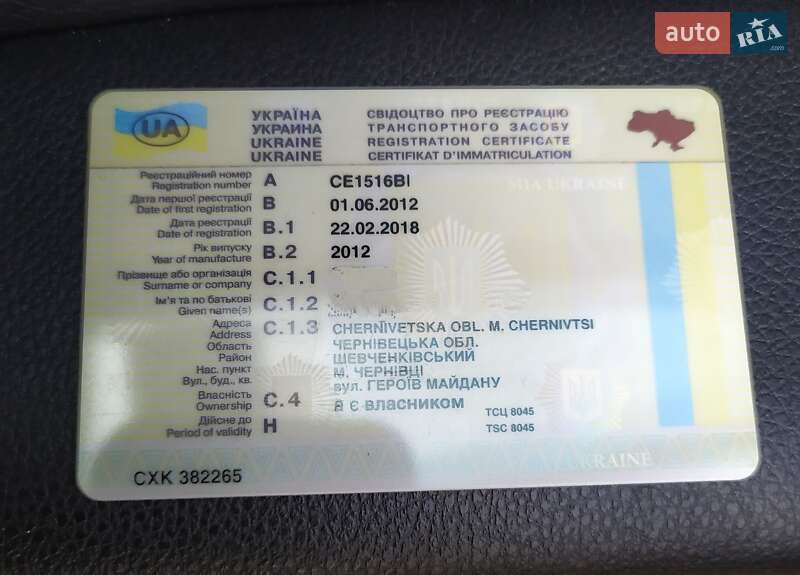 auto RIA .com
UA
УКРАЇНА СВІДОЦТВО ПРО РЕЄСТРАЦІЮ
УКРАИНА ТРАНСПОРТНОГО ЗАСОБУ
UKRAINE REGISTRATION CERTIFICATE
UKRAINE CERTIFIKAT D'IMMATRICULATION
MIA UKRAINE
Реєстраційний номер
Registration number A CE1516BI
Дата першої реєстрації
Date of first registration B 01.06.2012
Дата реєстрації
Date of registration B.1 22.02.2018
Рік випуску
Year of manufacture B.2 2012
Прізвище або організація
Surname or company C.1.1
Ім'я та по батькові
Given name(s) C.1.2
Адреса
Address C.1.3 CHERNIVETSKA OBL. M. CHERNIVTSI
Область ЧЕРНІВЕЦЬКА ОБЛ.
Район ШЕВЧЕНКІВСЬКИЙ
Нас. пункт М. ЧЕРНІВЦІ
Вул., буд., кв. вул. ГЕРОЇВ МАЙДАНУ
Власність
Ownership C.4 Я є власником
ТСЦ 8045
Дійсне до
Period of validity H
TSC 8045
UKRAINE
CXK 382265